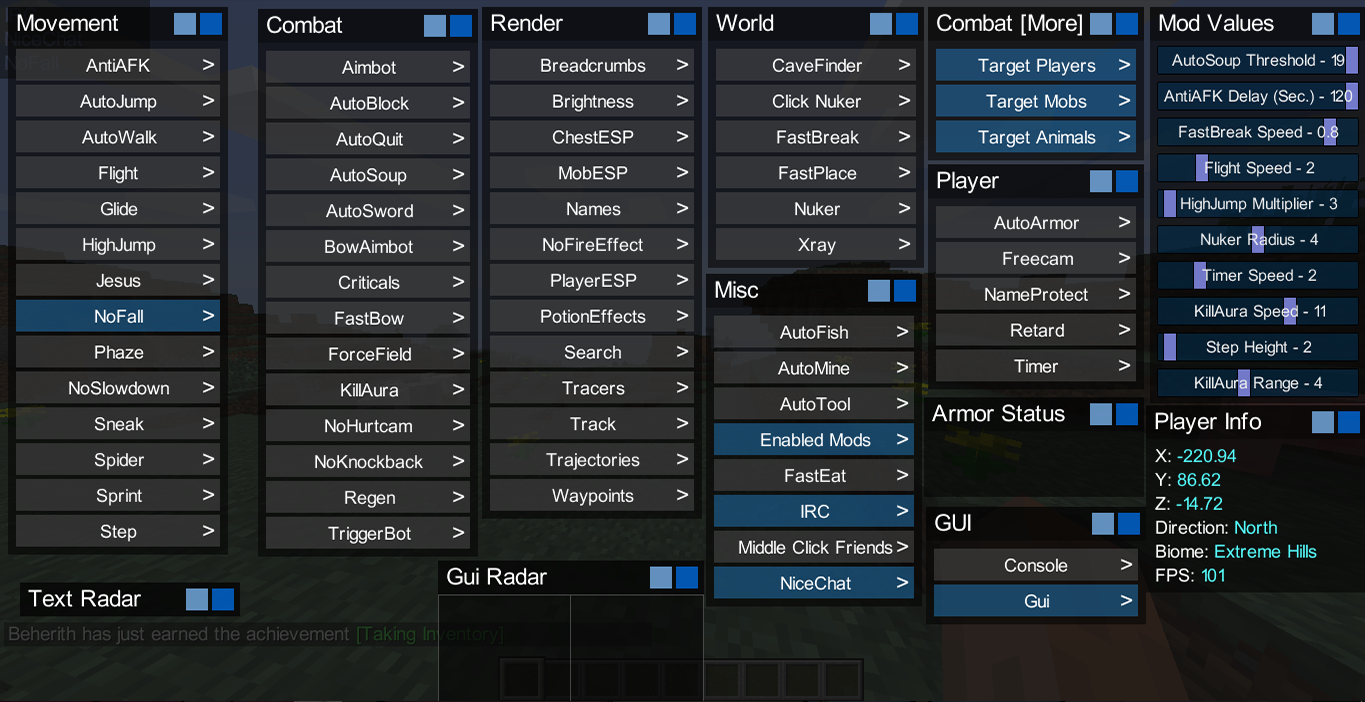 Movement
NiceChat
NoFall
AntiAFK >
AutoJump >
AutoWalk >
Flight >
Glide >
HighJump >
Jesus >
NoFall >
Phaze >
NoSlowdown >
Sneak >
Spider >
Sprint >
Step >
Text Radar
Beherith has just earned the achievement [Taking Inventory]
Combat
Aimbot >
AutoBlock >
AutoQuit >
AutoSoup >
AutoSword >
BowAimbot >
Criticals >
FastBow >
ForceField >
KillAura >
NoHurtcam >
NoKnockback >
Regen >
TriggerBot >
Render
Breadcrumbs >
Brightness >
ChestESP >
MobESP >
Names >
NoFireEffect >
PlayerESP >
PotionEffects >
Search >
Tracers >
Track >
Trajectories >
Waypoints >
Gui Radar
World
CaveFinder >
Click Nuker >
FastBreak >
FastPlace >
Nuker >
Xray >
Misc
AutoFish >
AutoMine >
AutoTool >
Enabled Mods >
FastEat >
IRC >
Middle Click Friends >
NiceChat >
Combat [More]
Target Players >
Target Mobs >
Target Animals >
Player
AutoArmor >
Freecam >
NameProtect >
Retard >
Timer >
Armor Status
GUI
Console >
Gui >
Mod Values
AutoSoup Threshold - 19
AntiAFK Delay (Sec.) - 120
FastBreak Speed - 0.8
Flight Speed - 2
HighJump Multiplier - 3
Nuker Radius - 4
Timer Speed - 2
KillAura Speed - 11
Step Height - 2
KillAura Range - 4
Player Info
X: -220.94
Y: 86.62
Z: -14.72
Direction: North
Biome: Extreme Hills
FPS: 101